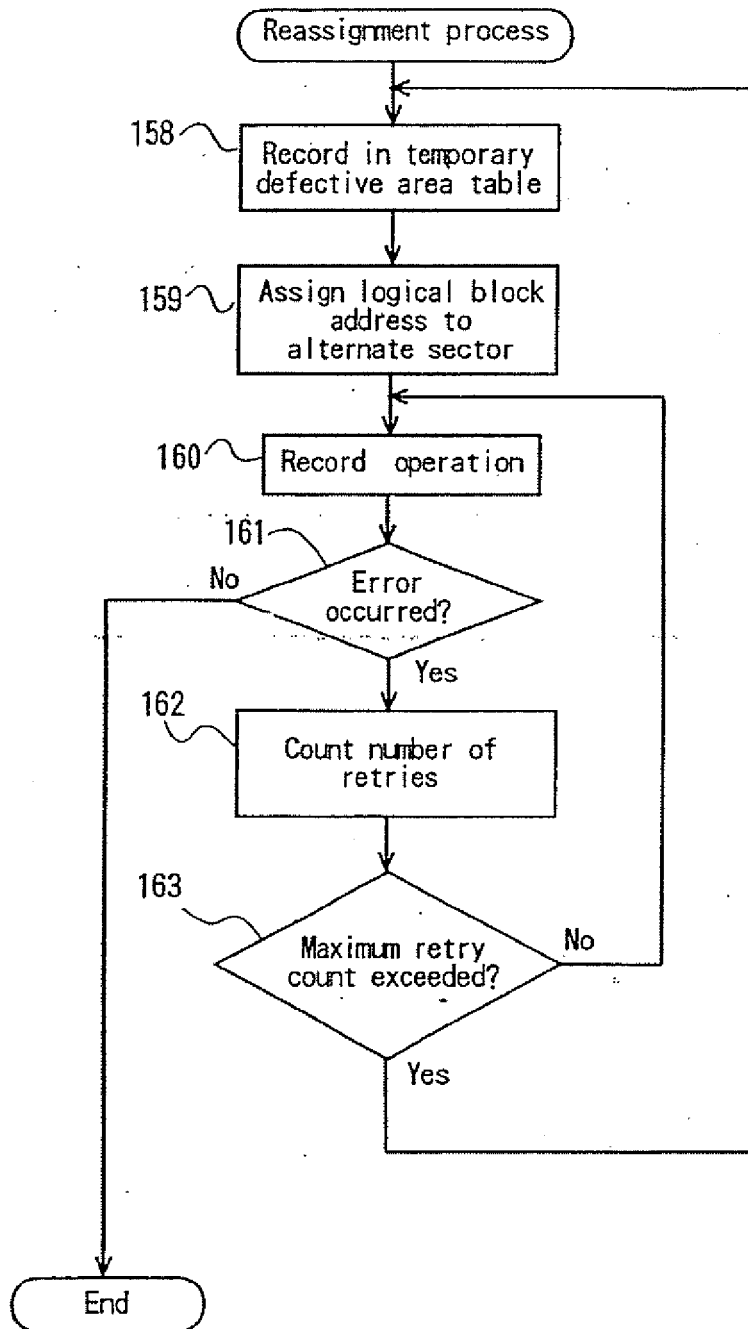 Reassignment process
158
Record in temporary
defective area table
159
Assign logical block
address to
alternate sector
160
Record operation
161
No
Error
occurred?
Yes
162
Count number of
retries
163
No
Maximum retry
count exceeded?
Yes
End